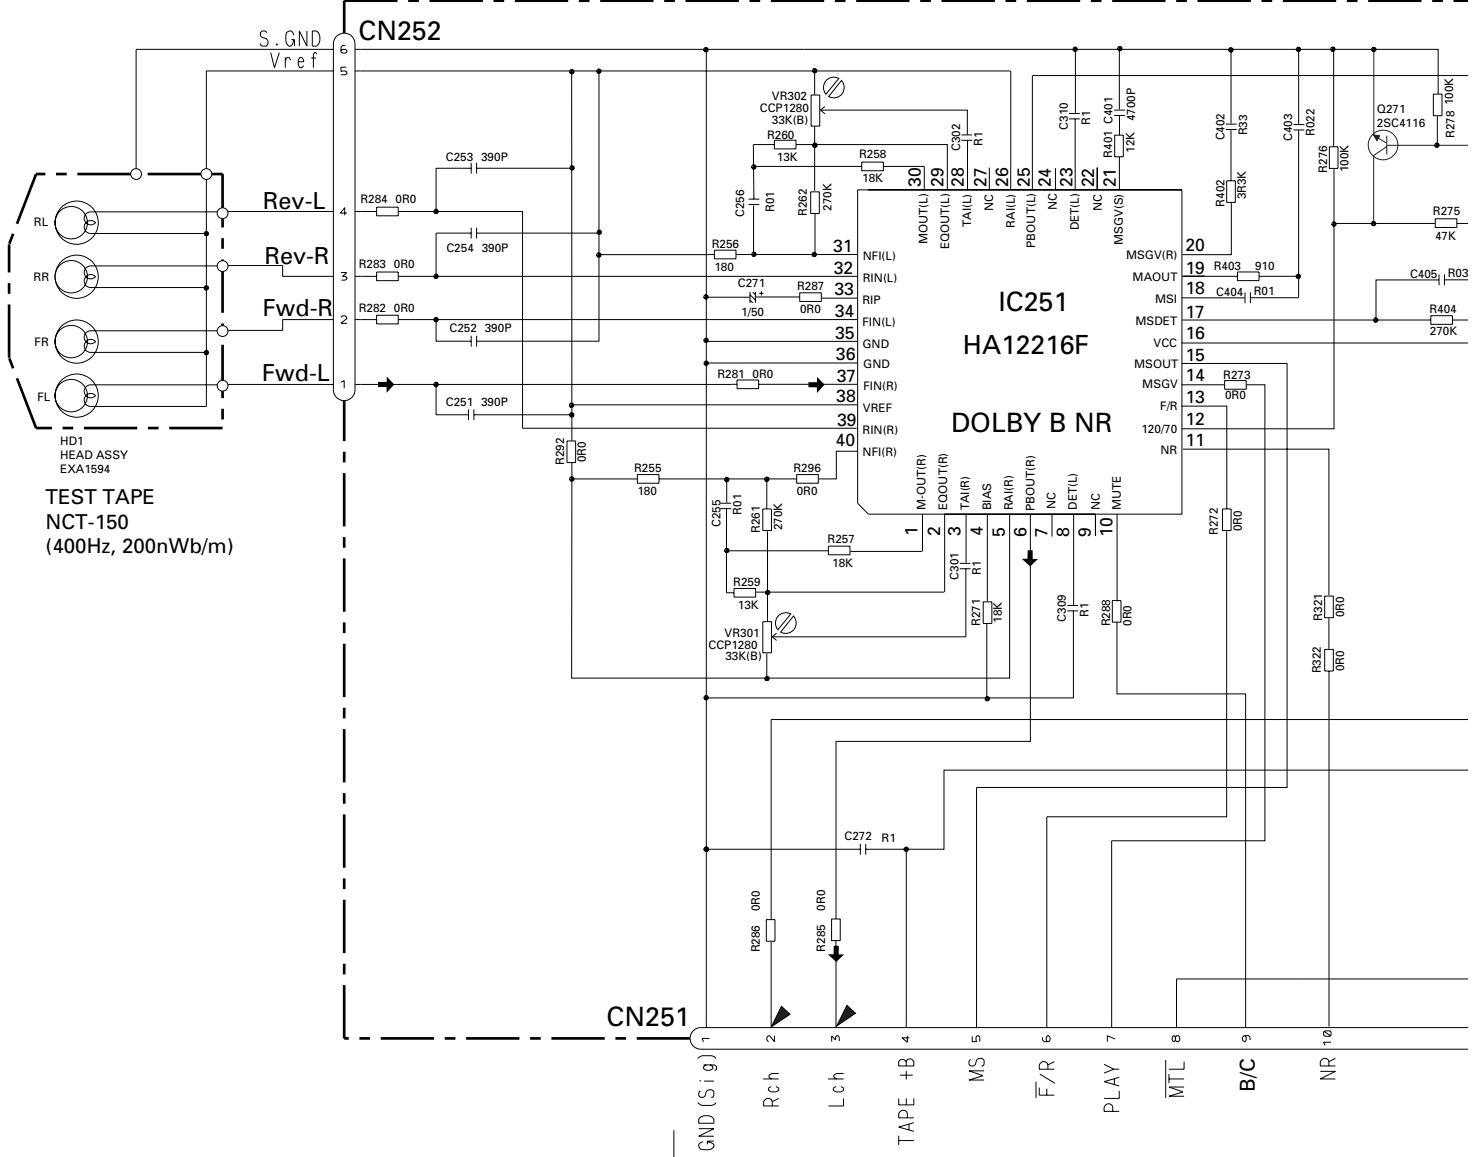 CN252
S.GND
Vref
6
5
4
3
2
1
Rev-L
Rev-R
Fwd-R
Fwd-L
RL
RR
FR
FL
HD1
HEAD ASSY
EXA1594
TEST TAPE
NCT-150
(400Hz, 200nWb/m)
R284 0R0
R283 0R0
R282 0R0
R281 0R0
C253 390P
C254 390P
C252 390P
C251 390P
VR302
CCP1280
33K(B)
R260
13K
R258
18K
C256
R01
R262
270K
R256
180
C271
+
1/50
R287
0R0
C302
R1
C310
R1
C401
4700P
R401
12K
C402
R33
R402
3R3K
C403
R022
R276
100K
Q271
2SC4116
R278 100K
R275
47K
R403 910
C404 R01
C405 R03
R404
270K
R273
0R0
R272
0R0
R321
0R0
R322
0R0
R292
0R0
R255
180
R296
0R0
C255
R01
R261
270K
R257
18K
R259
13K
VR301
CCP1280
33K(B)
C301
R1
R271
18K
C309
R1
R288
0R0
IC251
HA12216F
DOLBY B NR
30
29
28
27
26
25
24
23
22
21
MOUT(L)
EQOUT(L)
TAI(L)
NC
RAI(L)
PBOUT(L)
NC
DET(L)
NC
MSGV(S)
31 NFI(L)
32 RIN(L)
33 RIP
34 FIN(L)
35 GND
36 GND
37 FIN(R)
38 VREF
39 RIN(R)
40 NFI(R)
MSGV(R) 20
MAOUT 19
MSI 18
MSDET 17
VCC 16
MSOUT 15
MSGV 14
F/R 13
120/70 12
NR 11
M-OUT(R)
EQOUT(R)
TAI(R)
BIAS
RAI(R)
PBOUT(R)
NC
DET(L)
NC
MUTE
1
2
3
4
5
6
7
8
9
10
C272 R1
R286 0R0
R285 0R0
CN251
1
2
3
4
5
6
7
8
9
10
GND(Sig)
Rch
Lch
TAPE +B
MS
F/R
PLAY
MTL
B/C
NR